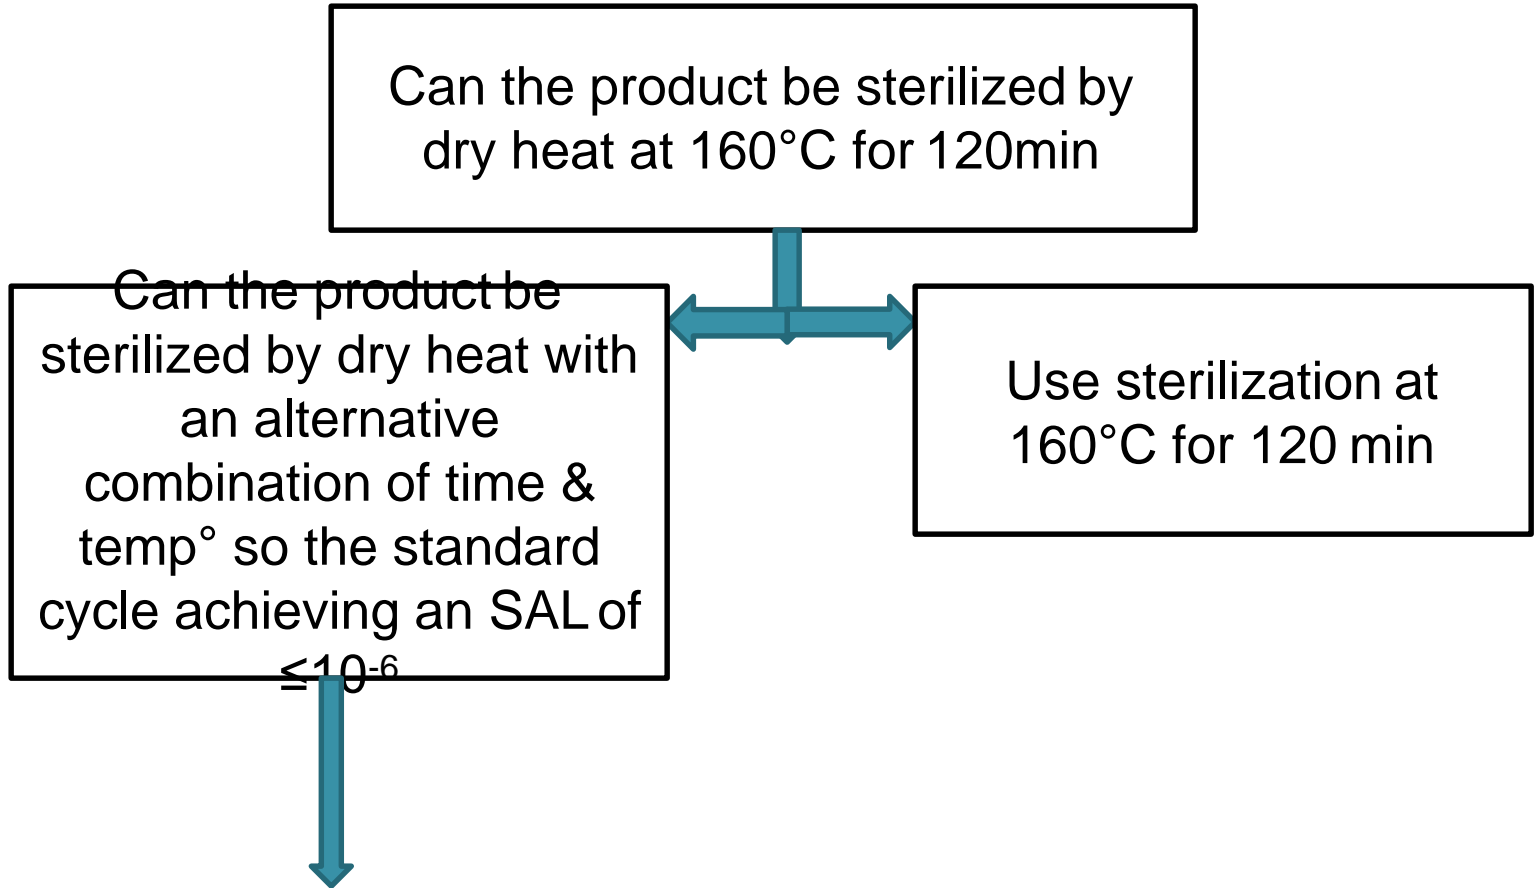 Can the product be sterilized by
dry heat at 160°C for 120min
Can the product be
sterilized by dry heat with
an alternative
combination of time &
temp° so the standard
cycle achieving an SAL of
≤10⁻⁶
Use sterilization at
160°C for 120 min